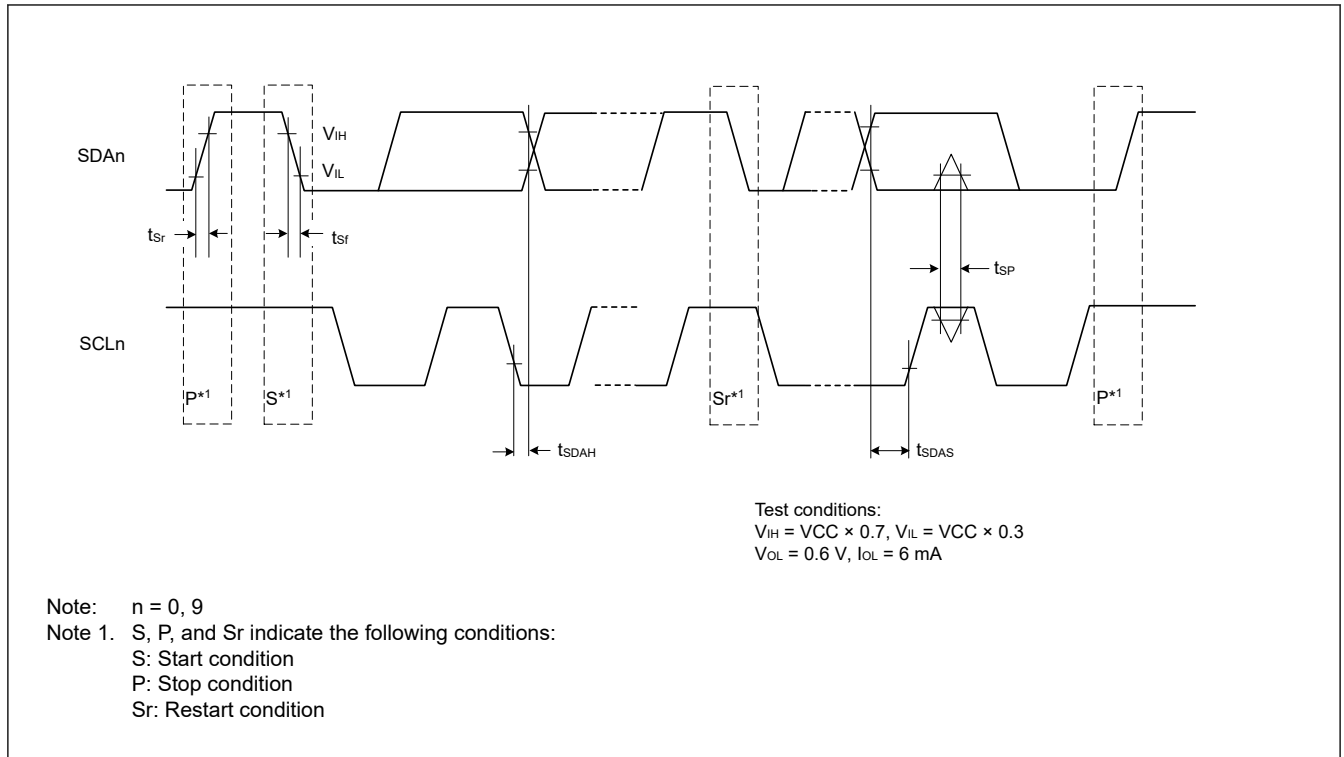 SDAn
VIH
VIL
tSr
tSf
tSP
SCLn
P*1
S*1
Sr*1
P*1
tSDAH
tSDAS
Test conditions:
VIH = VCC × 0.7, VIL = VCC × 0.3
VOL = 0.6 V, IOL = 6 mA
Note: n = 0, 9
Note 1. S, P, and Sr indicate the following conditions:
S: Start condition
P: Stop condition
Sr: Restart condition